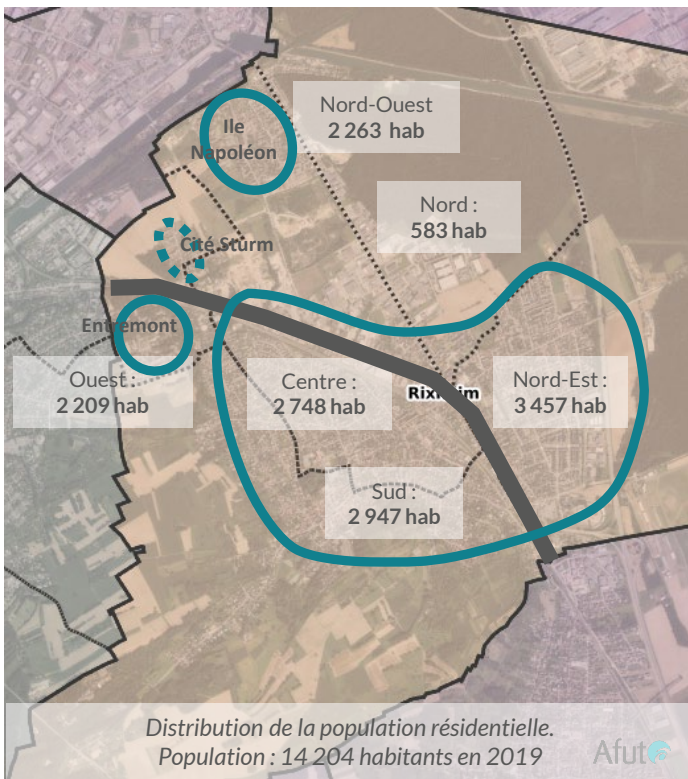 Ile
Napoléon
Nord-Ouest
2 263 hab
Nord :
583 hab
Cité Sturm
Entremont
Ouest :
2 209 hab
Centre :
2 748 hab
Rixheim
Nord-Est :
3 457 hab
Sud :
2 947 hab
Distribution de la population résidentielle.
Population : 14 204 habitants en 2019
Afut